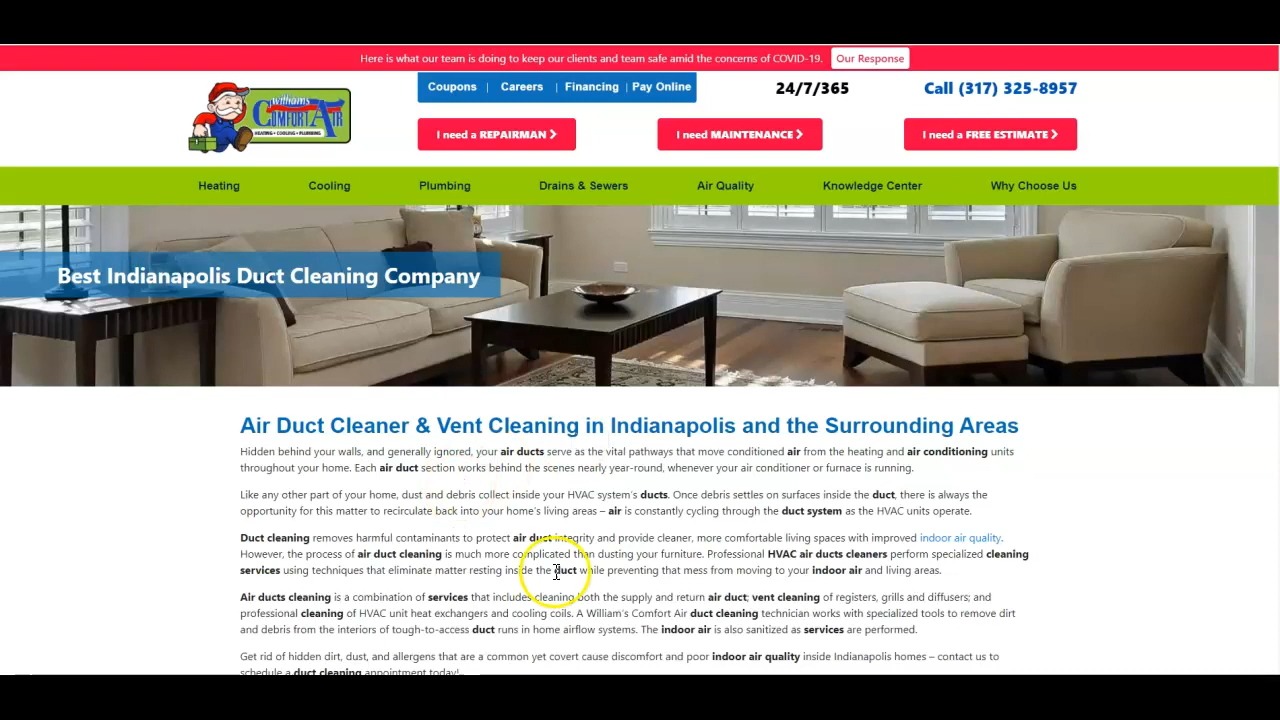 Here is what our team is doing to keep our clients and team safe amid the concerns of COVID-19. Our Response
Coupons | Careers | Financing | Pay Online
24/7/365
Call (317) 325-8957
Williams
COMFORT AIR
HEATING • COOLING • PLUMBING
I need a REPAIRMAN
I need MAINTENANCE
I need a FREE ESTIMATE
Heating Cooling Plumbing Drains & Sewers Air Quality Knowledge Center Why Choose Us
Best Indianapolis Duct Cleaning Company
Air Duct Cleaner & Vent Cleaning in Indianapolis and the Surrounding Areas
Hidden behind your walls, and generally ignored, your air ducts serve as the vital pathways that move conditioned air from the heating and air conditioning units
throughout your home. Each air duct section works behind the scenes nearly year-round, whenever your air conditioner or furnace is running.
Like any other part of your home, dust and debris collect inside your HVAC system's ducts. Once debris settles on surfaces inside the duct, there is always the
opportunity for this matter to recirculate back into your home's living areas – air is constantly cycling through the duct system as the HVAC units operate.
Duct cleaning removes harmful contaminants to protect air duct integrity and provide cleaner, more comfortable living spaces with improved indoor air quality.
However, the process of air duct cleaning is much more complicated than dusting your furniture. Professional HVAC air ducts cleaners perform specialized cleaning
services using techniques that eliminate matter resting inside the duct while preventing that mess from moving to your indoor air and living areas.
Air ducts cleaning is a combination of services that includes cleaning both the supply and return air duct; vent cleaning of registers, grills and diffusers; and
professional cleaning of HVAC unit heat exchangers and cooling coils. A William's Comfort Air duct cleaning technician works with specialized tools to remove dirt
and debris from the interiors of tough-to-access duct runs in home airflow systems. The indoor air is also sanitized as services are performed.
Get rid of hidden dirt, dust, and allergens that are a common yet covert cause discomfort and poor indoor air quality inside Indianapolis homes – contact us to
schedule a duct cleaning appointment today!